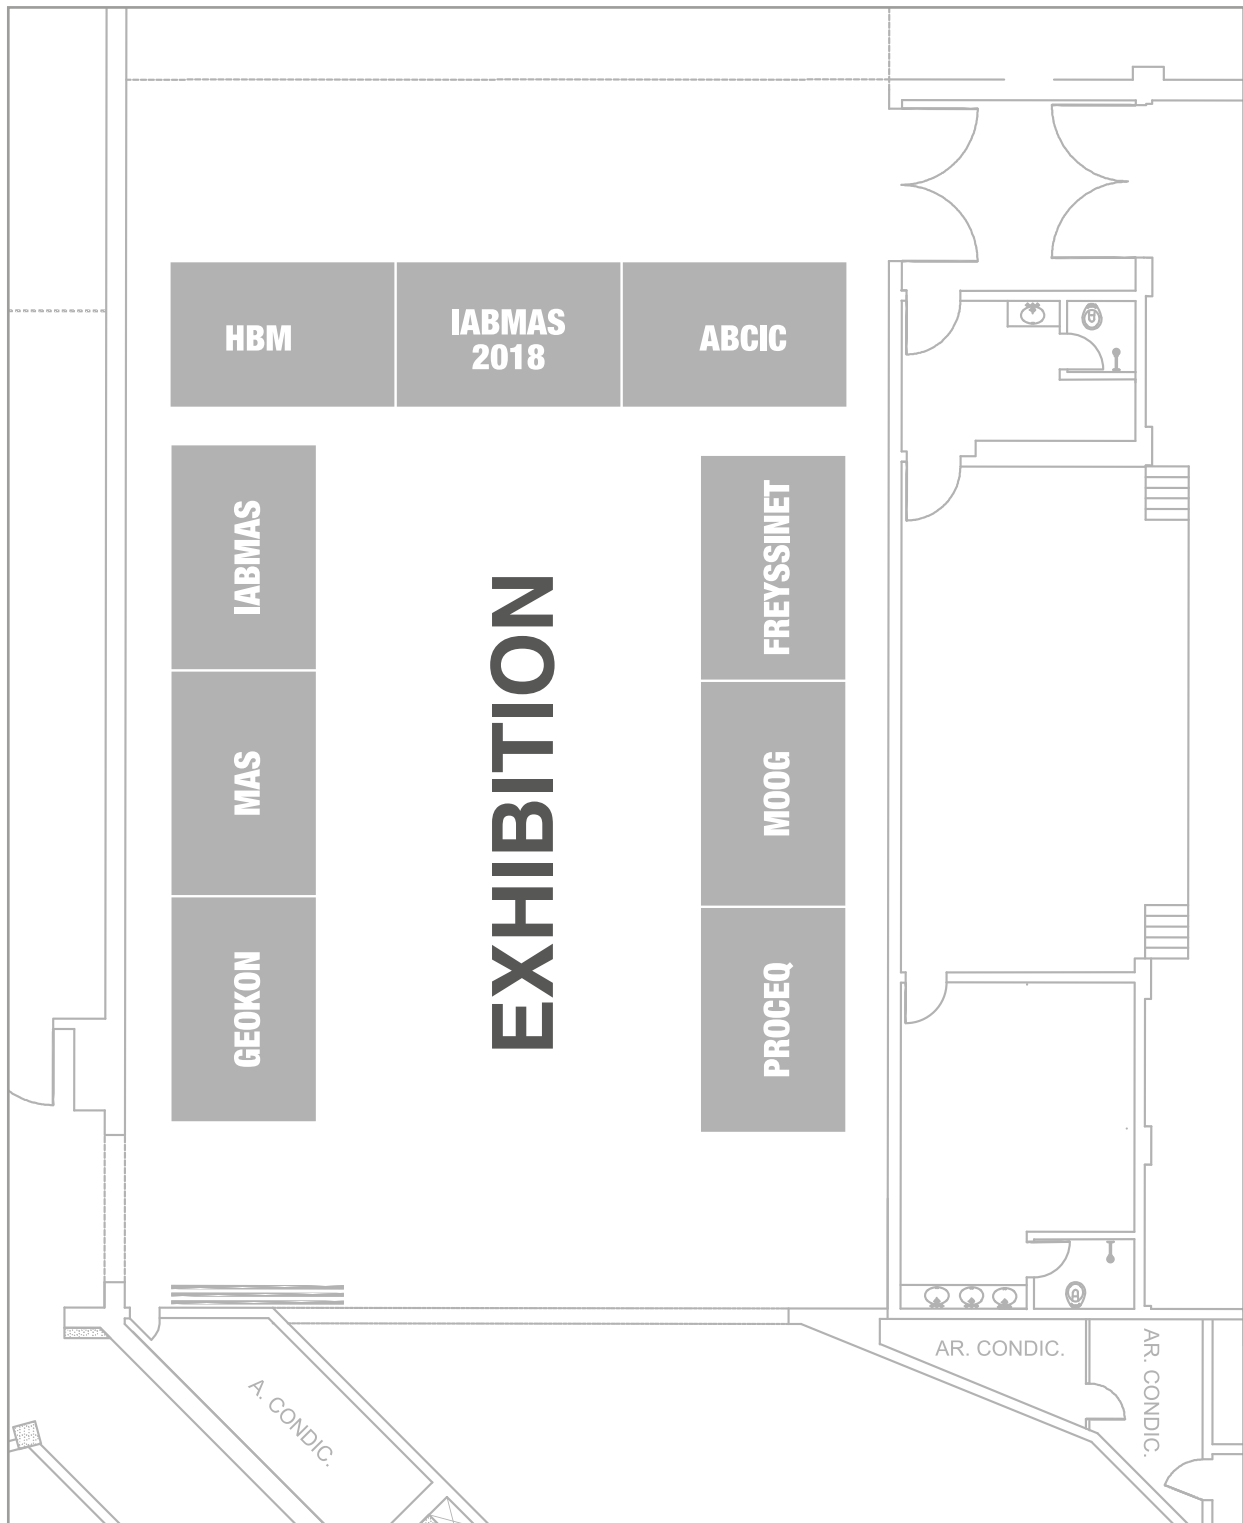 HBM
IABMAS
2018
ABCIC
IABMAS
MAS
GEOKON
EXHIBITION
FREYSSINET
MOOG
PROCEQ
AR. CONDIC.
AR. CONDIC.
A. CONDIC.